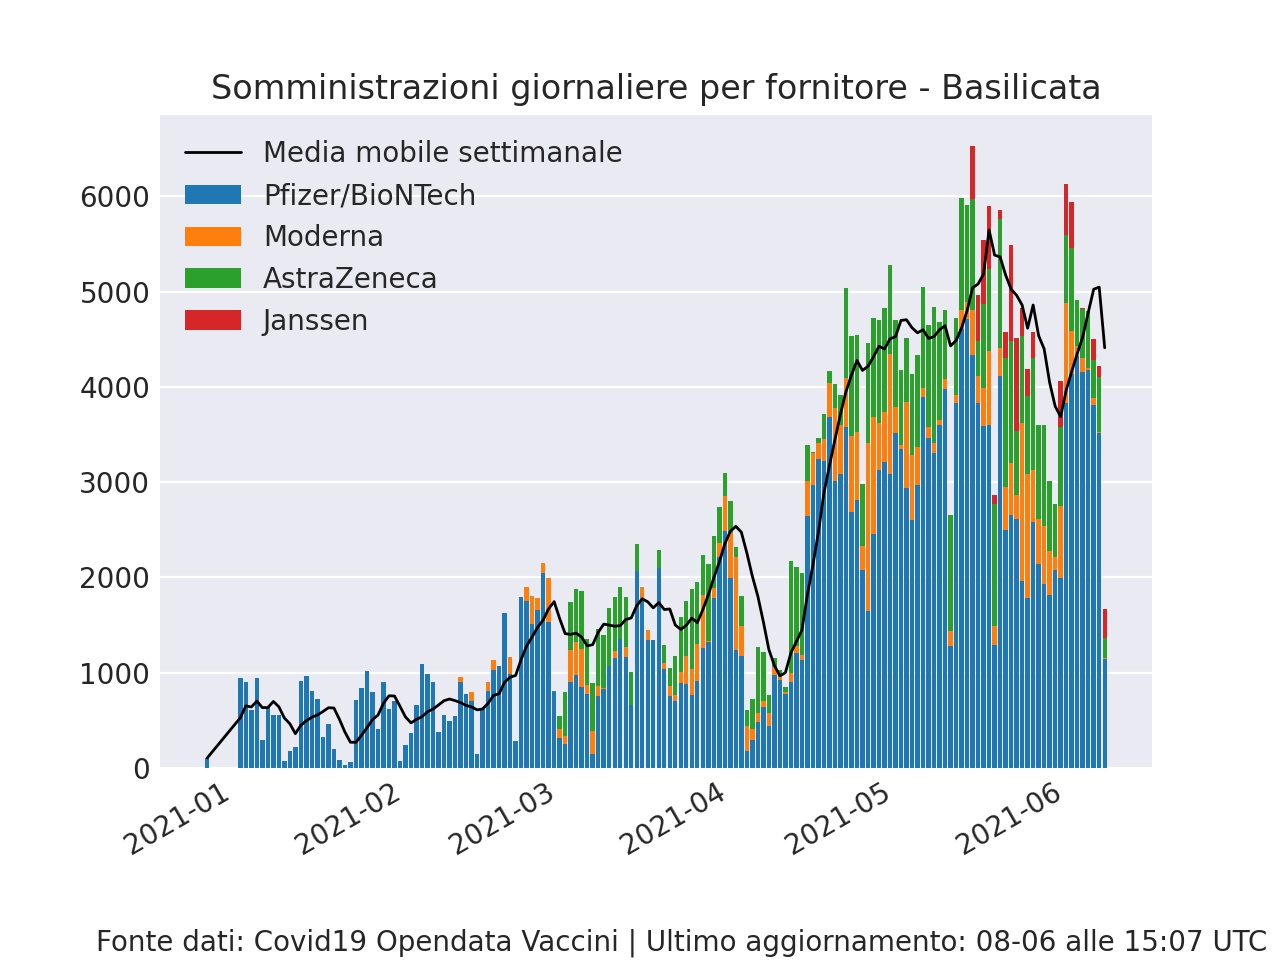 Somministrazioni giornaliere per fornitore - Basilicata
Media mobile settimanale
Pfizer/BioNTech
Moderna
AstraZeneca
Janssen
6000
5000
4000
3000
2000
1000
0
2021-01
2021-02
2021-03
2021-04
2021-05
2021-06
Fonte dati: Covid19 Opendata Vaccini | Ultimo aggiornamento: 08-06 alle 15:07 UTC